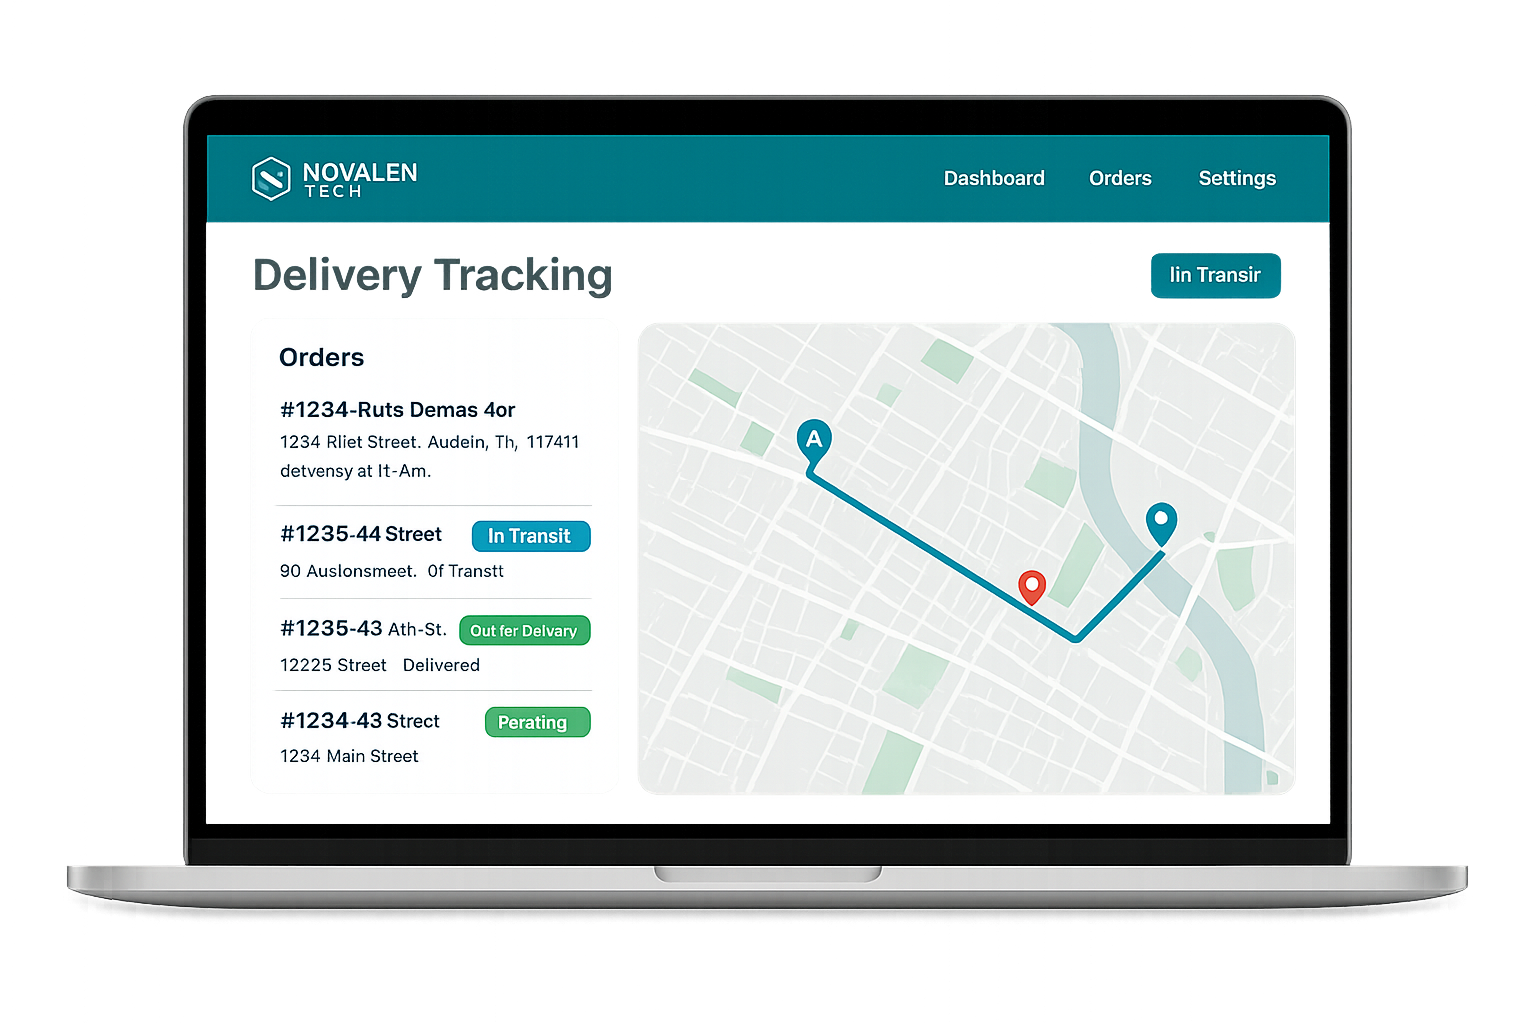 NOVALEN
TECH
Dashboard Orders Settings
Delivery Tracking
Iin Transir
Orders
#1234-Ruts Demas 4or
1234 Rliet Street. Audein, Th, 117411
detvensy at It-Am.
#1235-44 Street In Transit
90 Auslonsmeet. 0f Transtt
#1235-43 Ath-St. Out fer Delvary
12225 Street Delivered
#1234-43 Strect Perating
1234 Main Street
A